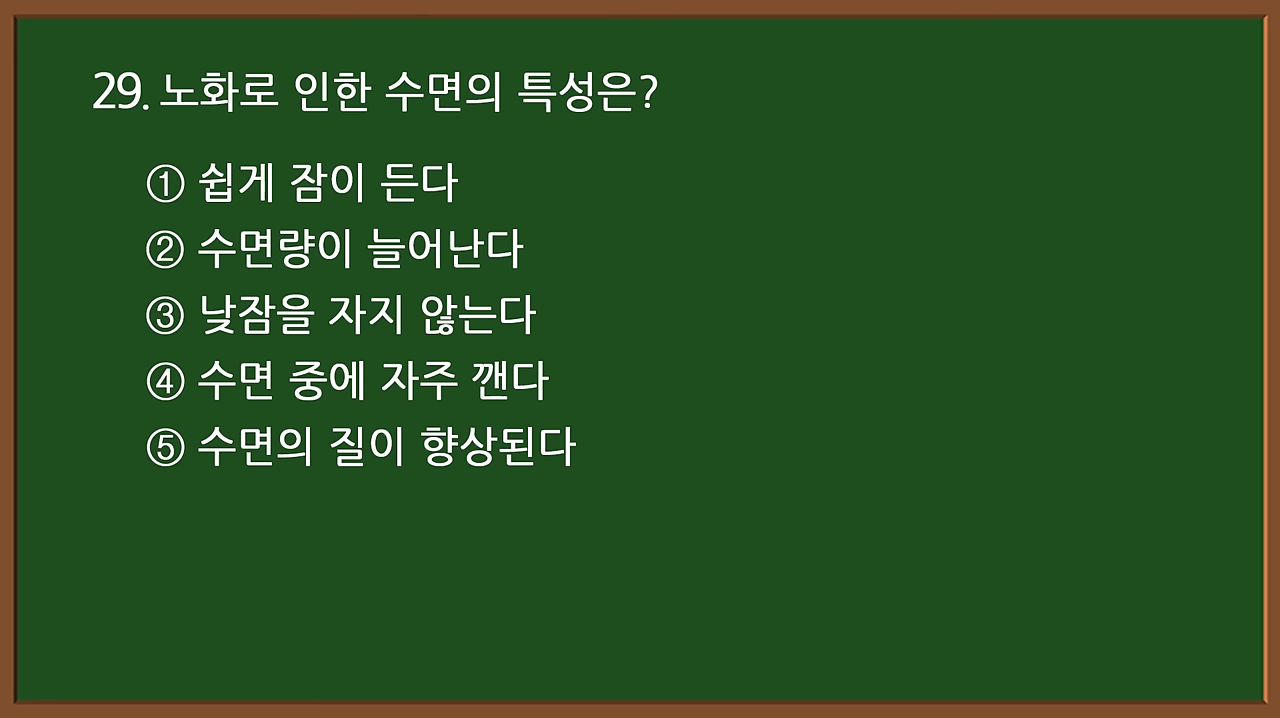 29. 노화로 인한 수면의 특성은?
① 쉽게 잠이 든다
② 수면량이 늘어난다
③ 낮잠을 자지 않는다
④ 수면 중에 자주 깬다
⑤ 수면의 질이 향상된다